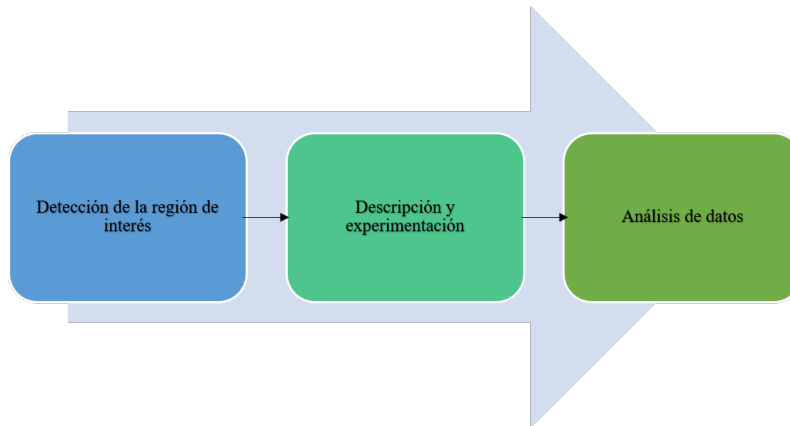 Detección de la región de
interés
Descripción y
experimentación
Análisis de datos